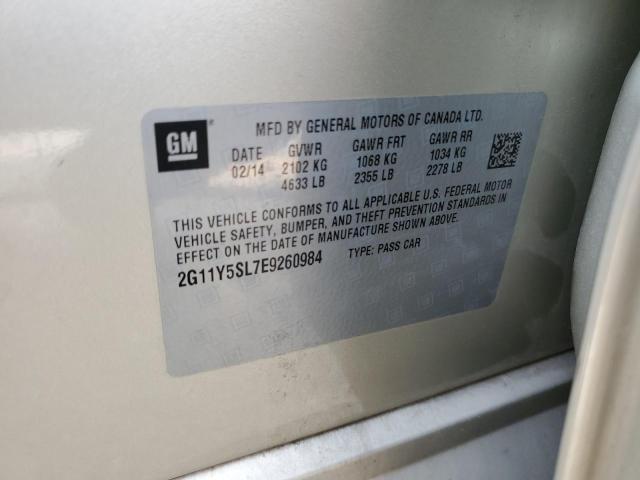 GM
MFD BY GENERAL MOTORS OF CANADA LTD.
DATE GVWR GAWR FRT GAWR RR
02/14 2102 KG 1068 KG 1034 KG
4633 LB 2355 LB 2278 LB
THIS VEHICLE CONFORMS TO ALL APPLICABLE U.S. FEDERAL MOTOR
VEHICLE SAFETY, BUMPER, AND THEFT PREVENTION STANDARDS IN
EFFECT ON THE DATE OF MANUFACTURE SHOWN ABOVE.
2G11Y5SL7E9260984 TYPE: PASS CAR